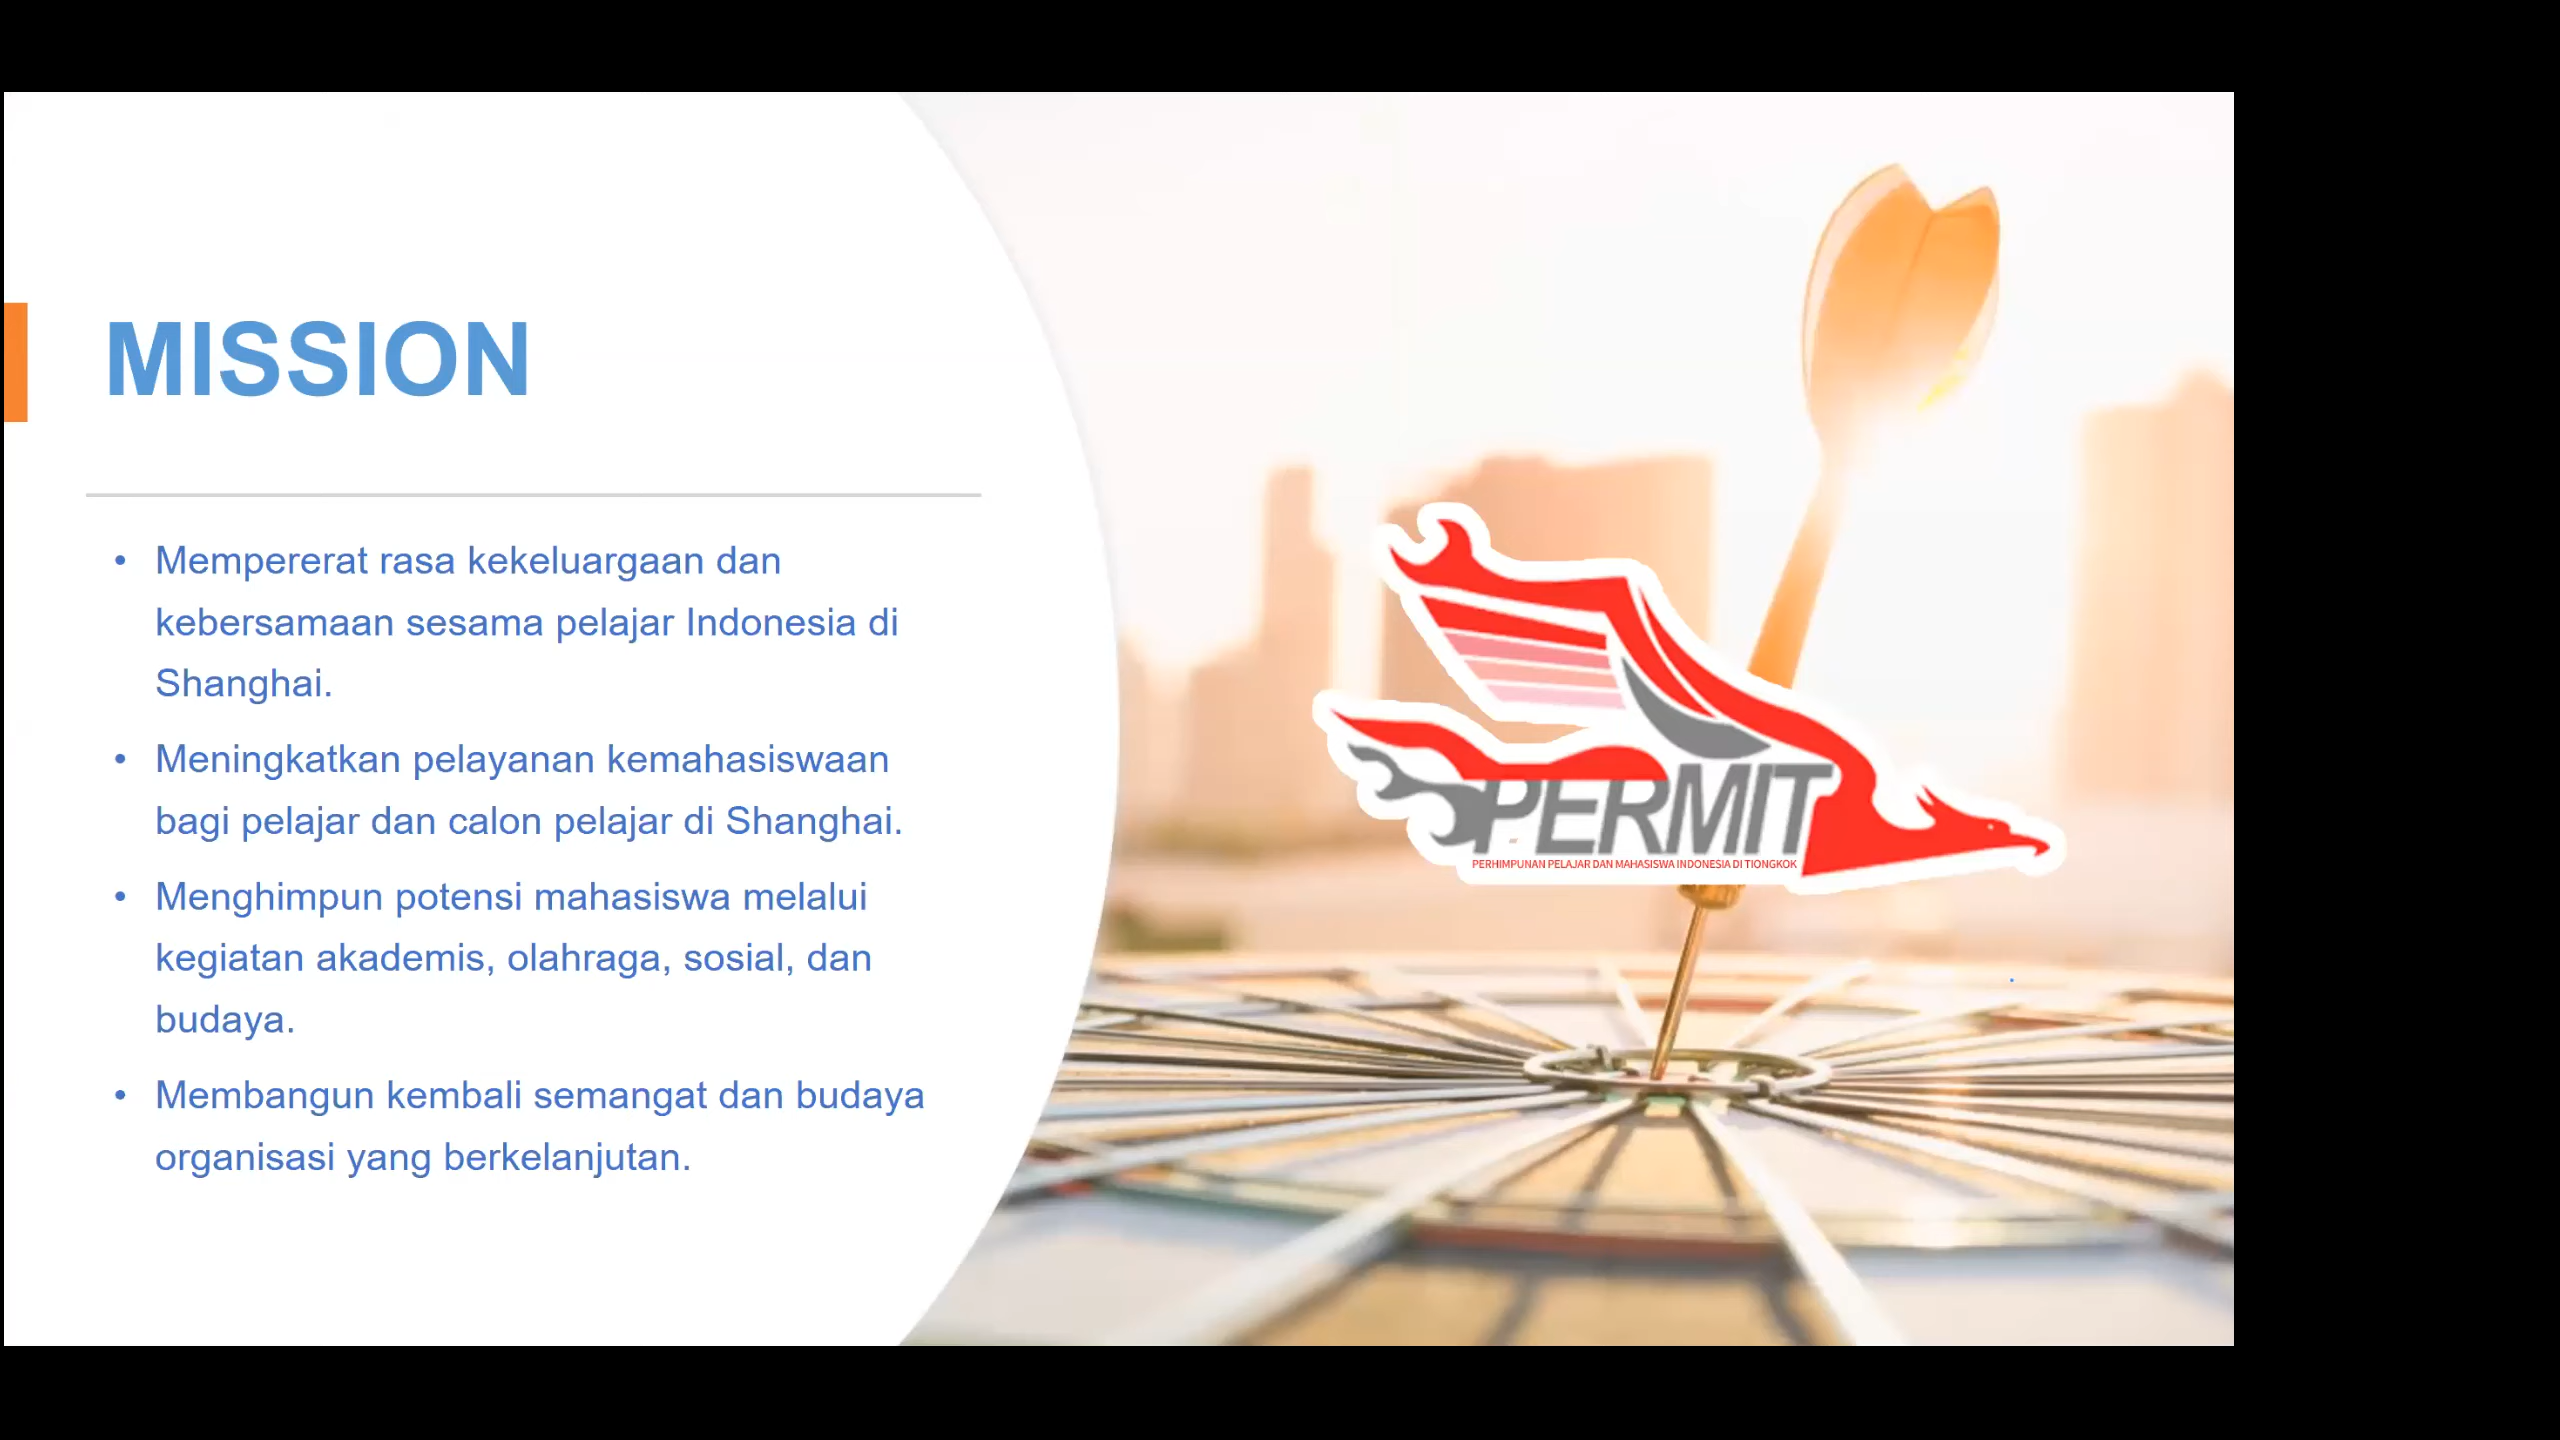 MISSION
• Mempererat rasa kekeluargaan dan
kebersamaan sesama pelajar Indonesia di
Shanghai.
• Meningkatkan pelayanan kemahasiswaan
bagi pelajar dan calon pelajar di Shanghai.
• Menghimpun potensi mahasiswa melalui
kegiatan akademis, olahraga, sosial, dan
budaya.
• Membangun kembali semangat dan budaya
organisasi yang berkelanjutan.
PERMIT
PERHIMPUNAN PELAJAR DAN MAHASISWA INDONESIA DI TIONGKOK